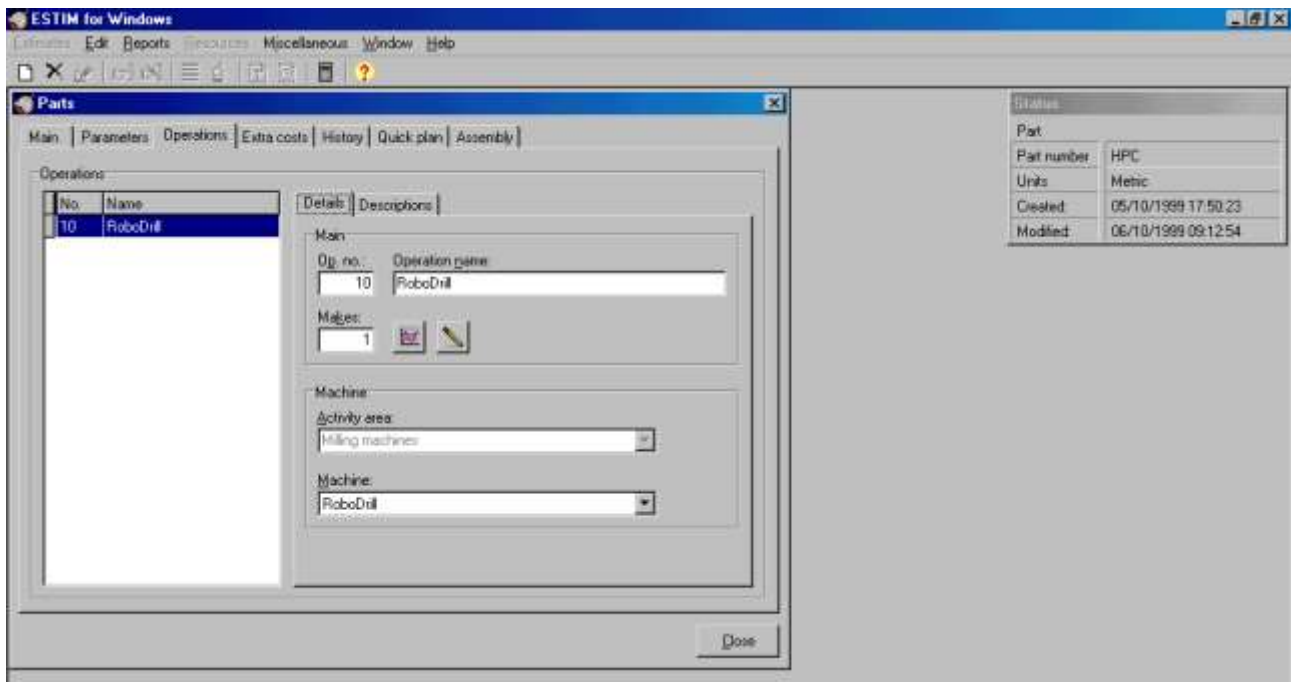 ESTIM for Windows
Estimates Edit Reports Resources Miscellaneous Window Help
Parts
Main Parameters Operations Extra costs History Quick plan Assembly
Operations
No. Name
10 RoboDrill
Details Descriptions
Main
Op. no.: Operation name:
10 RoboDrill
Makes:
1
Machine
Activity area:
Milling machines
Machine:
RoboDrill
Close
Status
Part
Part number HPC
Units Metric
Created: 05/10/1999 17:50:23
Modified: 06/10/1999 09:12:54